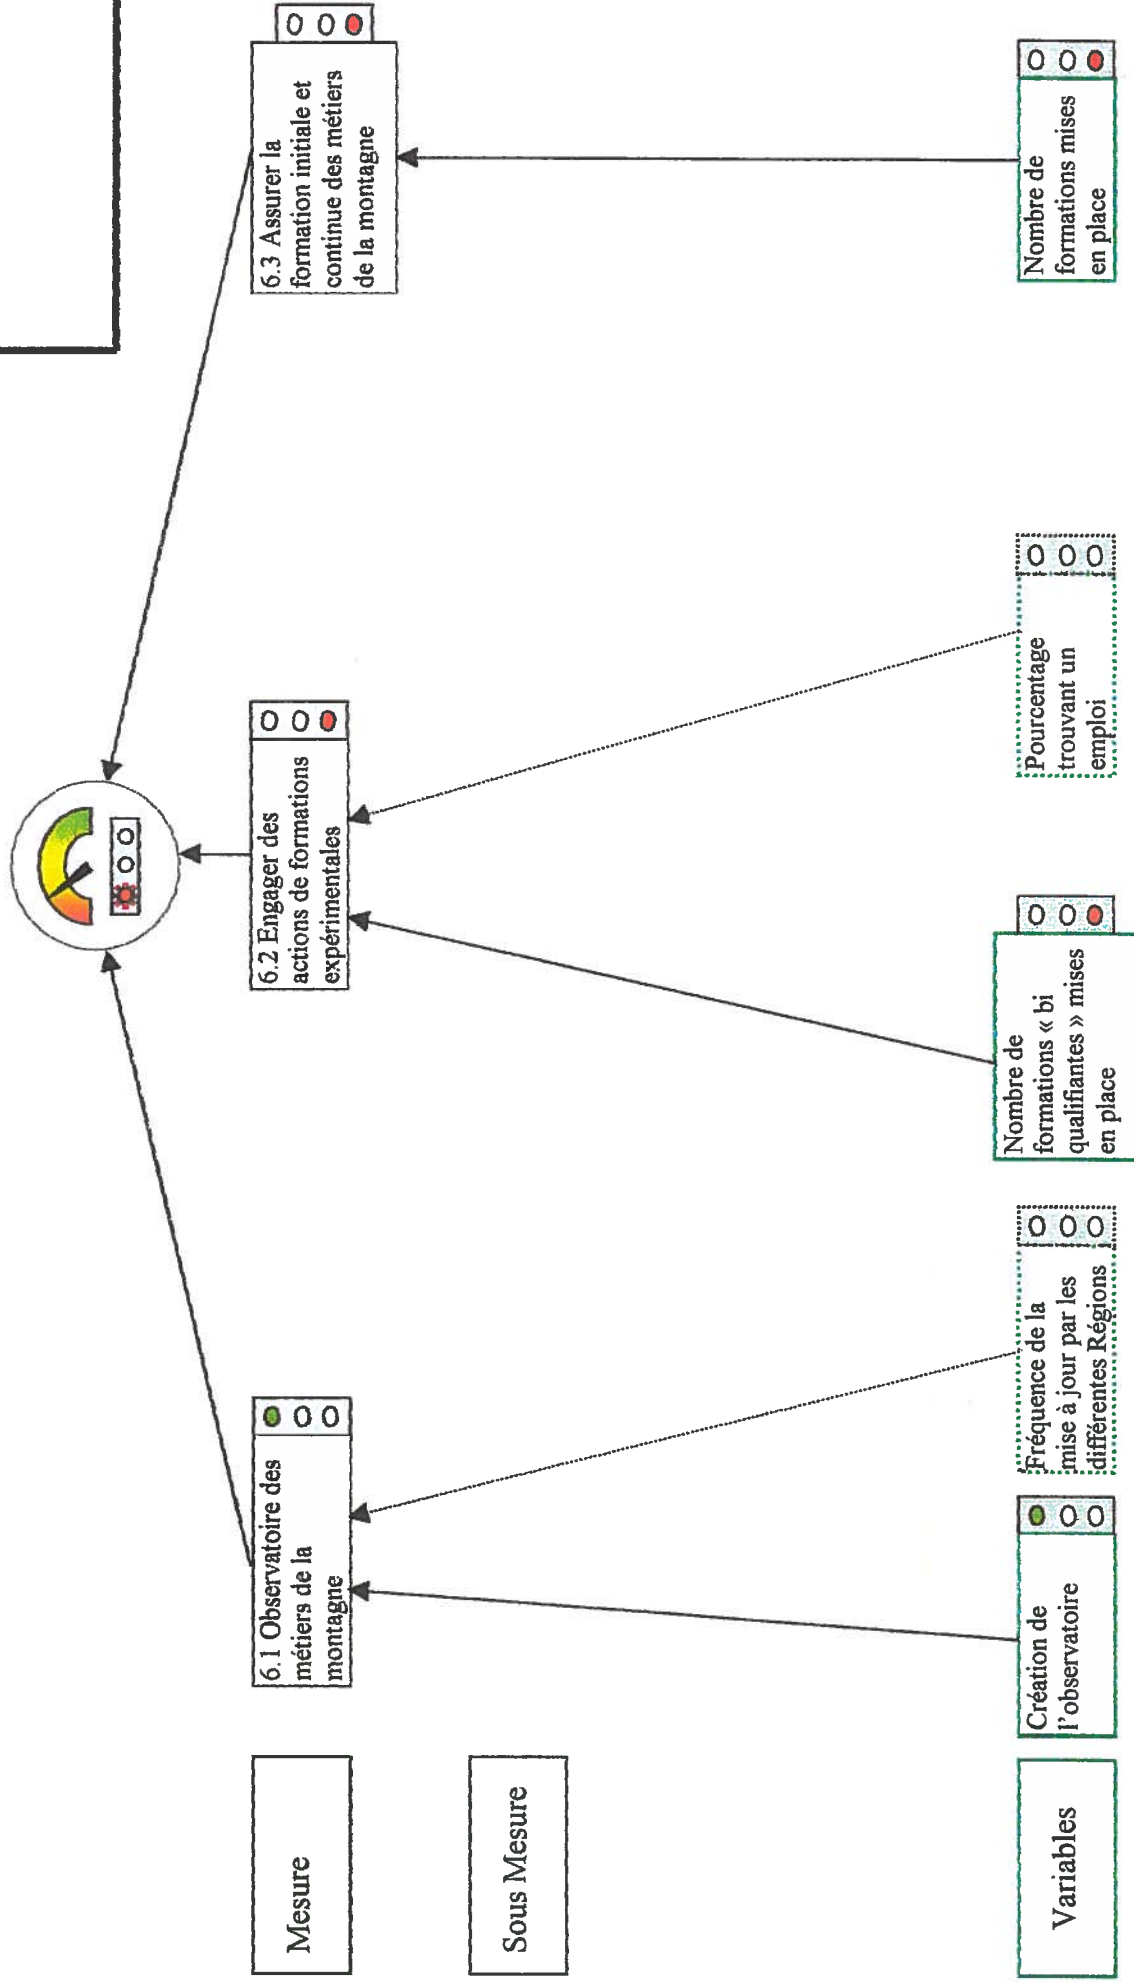 Mesure
6.1 Observatoire des
métiers de la
montagne
6.2 Engager des
actions de formations
expérimentales
6.3 Assurer la
formation initiale et
continue des métiers
de la montagne
Sous Mesure
Variables
Création de
l'observatoire
Fréquence de la
mise à jour par les
différentes Régions
Nombre de
formations « bi
qualifiantes » mises
en place
Pourcentage
trouvant un
emploi
Nombre de
formations mises
en place